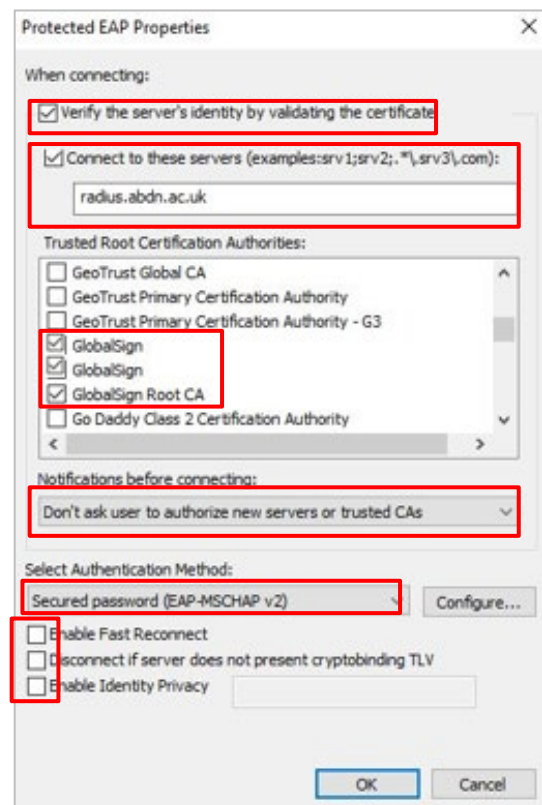 Protected EAP Properties
When connecting:
Verify the server's identity by validating the certificate
Connect to these servers (examples:srv1;srv2;.*\.srv3\.com):
radius.abdn.ac.uk
Trusted Root Certification Authorities:
GeoTrust Global CA
GeoTrust Primary Certification Authority
GeoTrust Primary Certification Authority - G3
GlobalSign
GlobalSign
GlobalSign Root CA
Go Daddy Class 2 Certification Authority
Notifications before connecting:
Don't ask user to authorize new servers or trusted CAs
Select Authentication Method:
Secured password (EAP-MSCHAP v2) Configure...
Enable Fast Reconnect
Disconnect if server does not present cryptobinding TLV
Enable Identity Privacy
OK Cancel